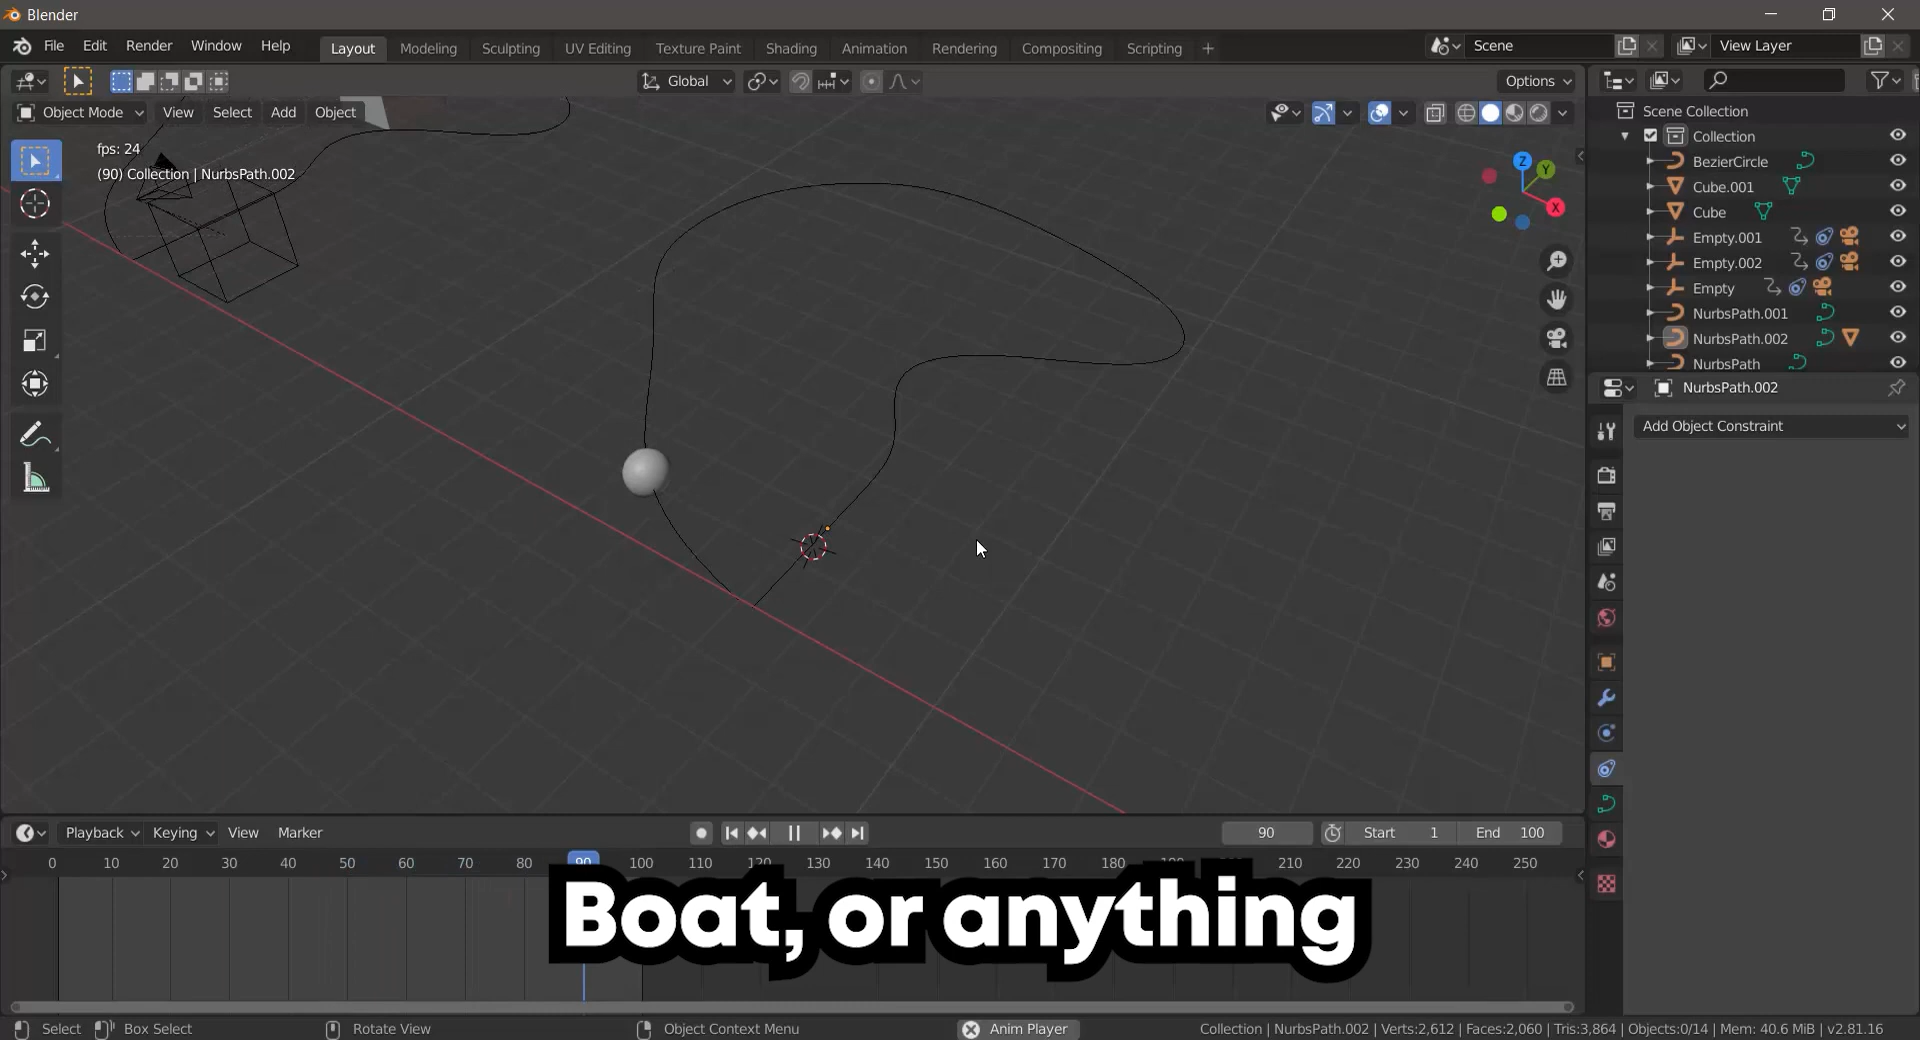 Blender
File Edit Render Window Help Layout Modeling Sculpting UV Editing Texture Paint Shading Animation Rendering Compositing Scripting + Scene View Layer
Global Options
Object Mode View Select Add Object
fps: 24
(90) Collection | NurbsPath.002
Z
Y
X
Scene Collection
Collection
BezierCircle
Cube.001
Cube
Empty.001
Empty.002
Empty
NurbsPath.001
NurbsPath.002
NurbsPath
NurbsPath.002
Add Object Constraint
Playback Keying View Marker 90 Start 1 End 100
0 10 20 30 40 50 60 70 80 90 100 110 120 130 140 150 160 170 180 190 210 220 230 240 250
Boat, or anything
Select Box Select Rotate View Object Context Menu Anim Player Collection | NurbsPath.002 | Verts:2,612 | Faces:2,060 | Tris:3,864 | Objects:0/14 | Mem: 40.6 MiB | v2.81.16